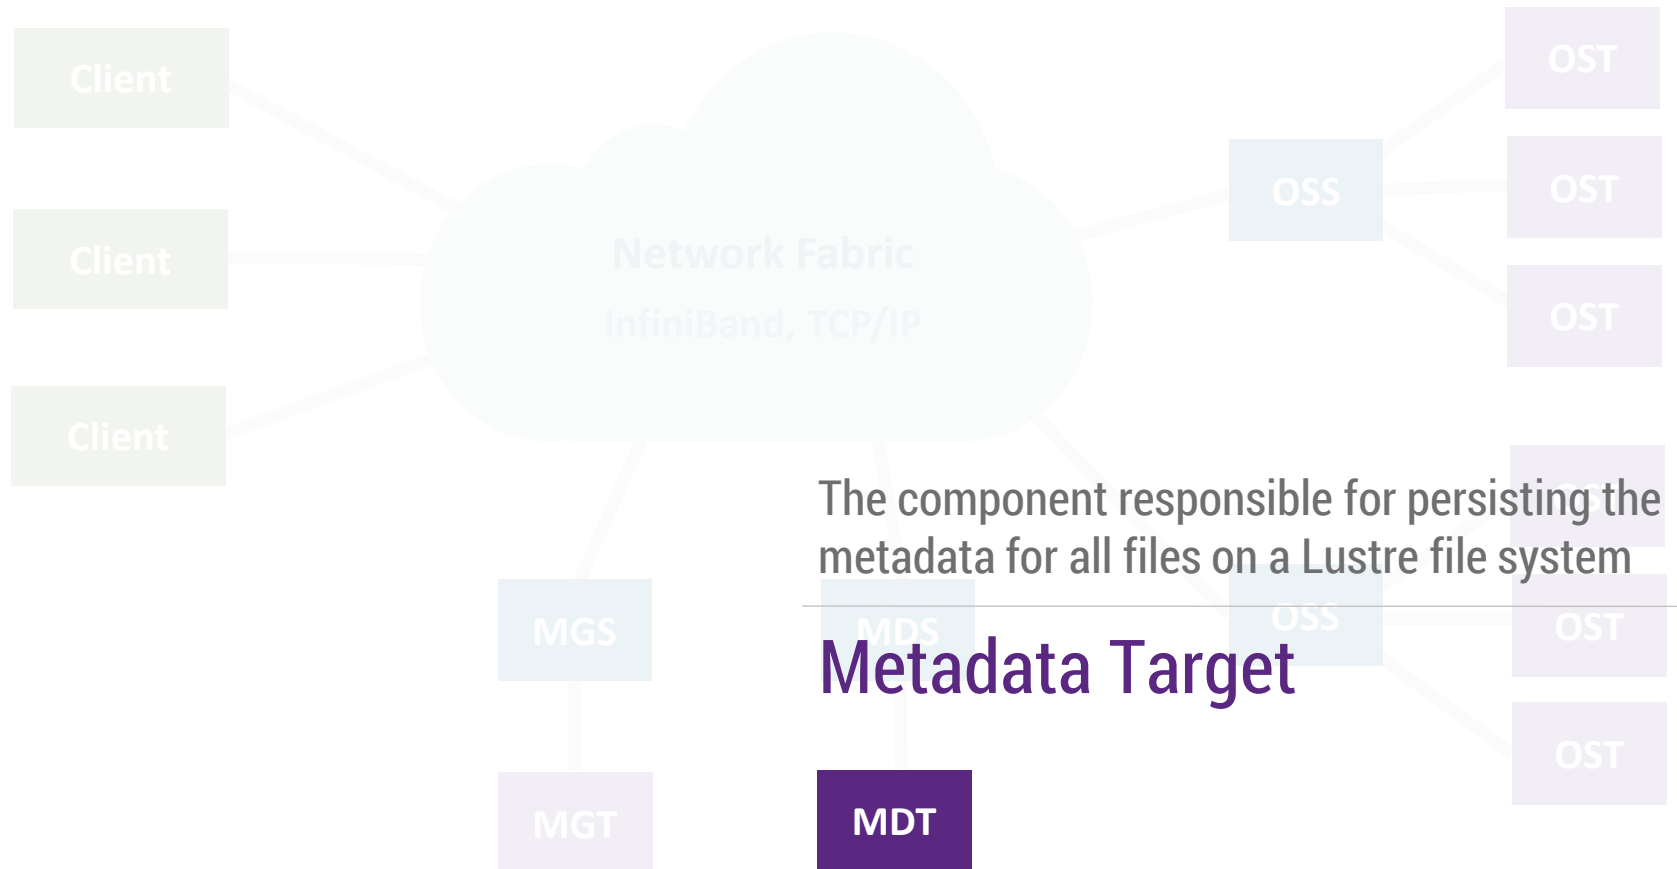 Client
OST
OSS
OST
Network Fabric
Client
InfiniBand, TCP/IP
OST
Client
The component responsible for persisting the
OST
metadata for all files on a Lustre file system
MGS
MDS
OSS
OST
Metadata Target
OST
MGT
MDT